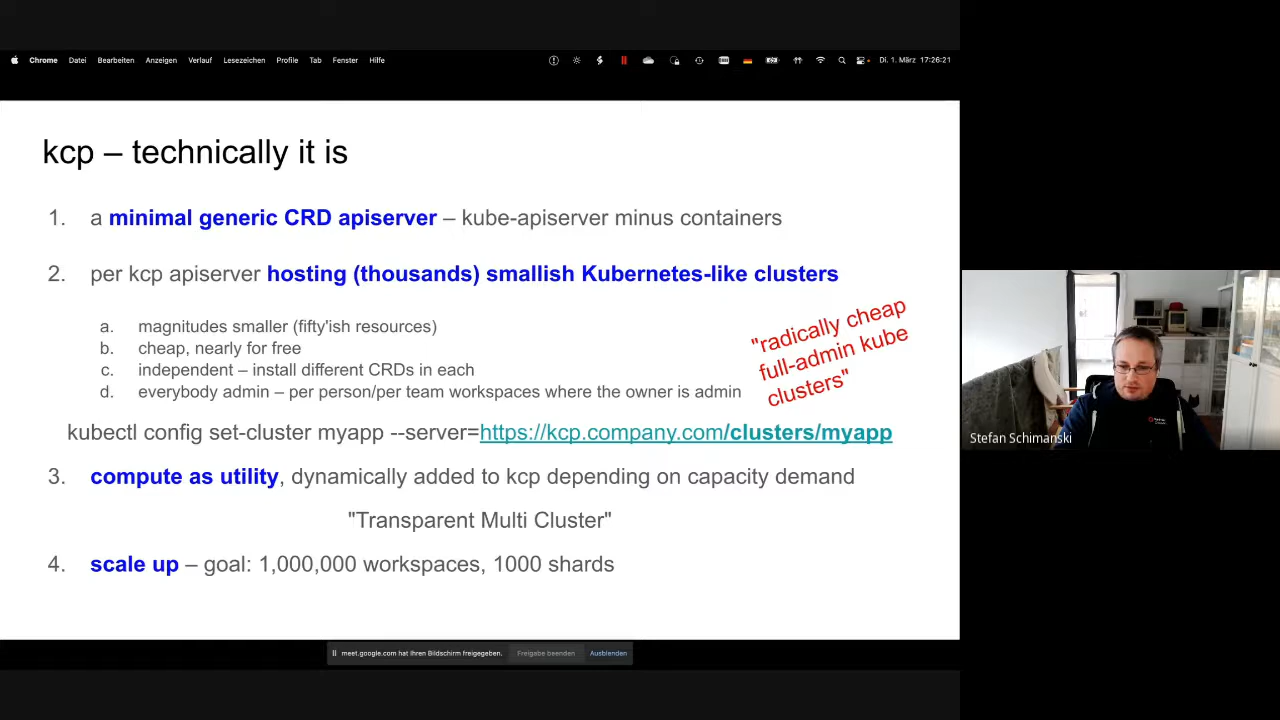 Chrome Datei Bearbeiten Anzeigen Verlauf Lesezeichen Profile Tab Fenster Hilfe Di. 1. März 17:26:21
kcp – technically it is
1. a minimal generic CRD apiserver – kube-apiserver minus containers
2. per kcp apiserver hosting (thousands) smallish Kubernetes-like clusters
a. magnitudes smaller (fifty'ish resources)
b. cheap, nearly for free
c. independent – install different CRDs in each
d. everybody admin – per person/per team workspaces where the owner is admin
"radically cheap
full-admin kube
clusters"
kubectl config set-cluster myapp --server=https://kcp.company.com/clusters/myapp
3. compute as utility, dynamically added to kcp depending on capacity demand
"Transparent Multi Cluster"
4. scale up – goal: 1,000,000 workspaces, 1000 shards
Stefan Schimanski
meet.google.com hat Ihren Bildschirm freigegeben. Freigabe beenden Ausblenden